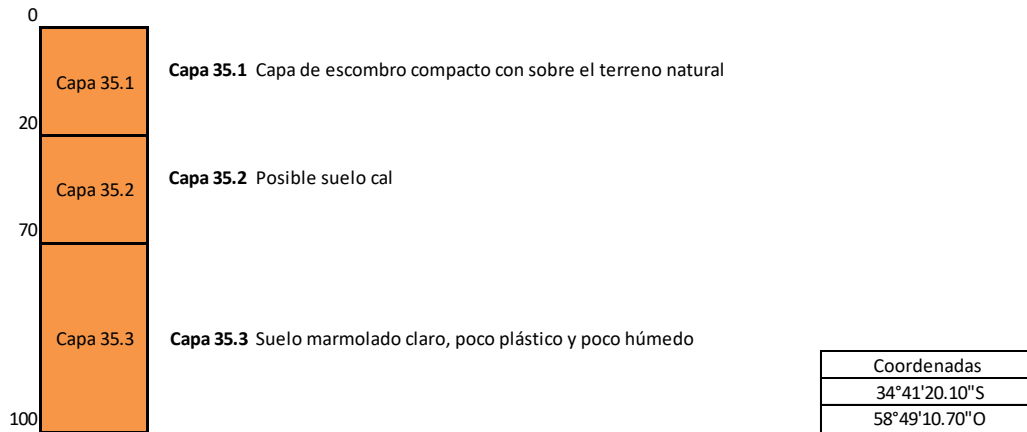 0
Capa 35.1
Capa 35.1 Capa de escombro compacto con sobre el terreno natural
20
Capa 35.2
Capa 35.2 Posible suelo cal
70
Capa 35.3
Capa 35.3 Suelo marmolado claro, poco plástico y poco húmedo
100
Coordenadas
34°41'20.10"S
58°49'10.70"O